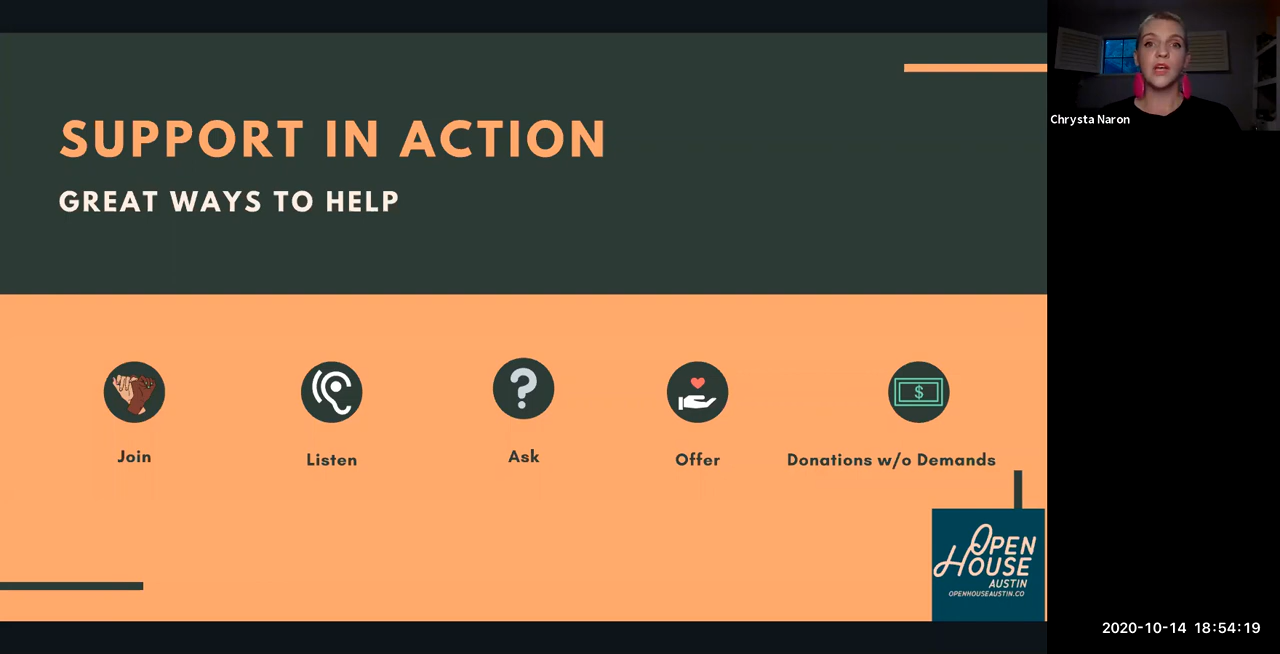 SUPPORT IN ACTION
GREAT WAYS TO HELP
Chrysta Naron
?
$
Join
Listen
Ask
Offer
Donations w/o Demands
OPEN
HOUSE
AUSTIN
OPENHOUSEAUSTIN.CO
2020-10-14 18:54:19